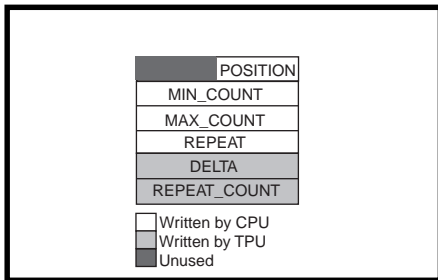 POSITION
MIN_COUNT
MAX_COUNT
REPEAT
DELTA
REPEAT_COUNT
Written by CPU
Written by TPU
Unused